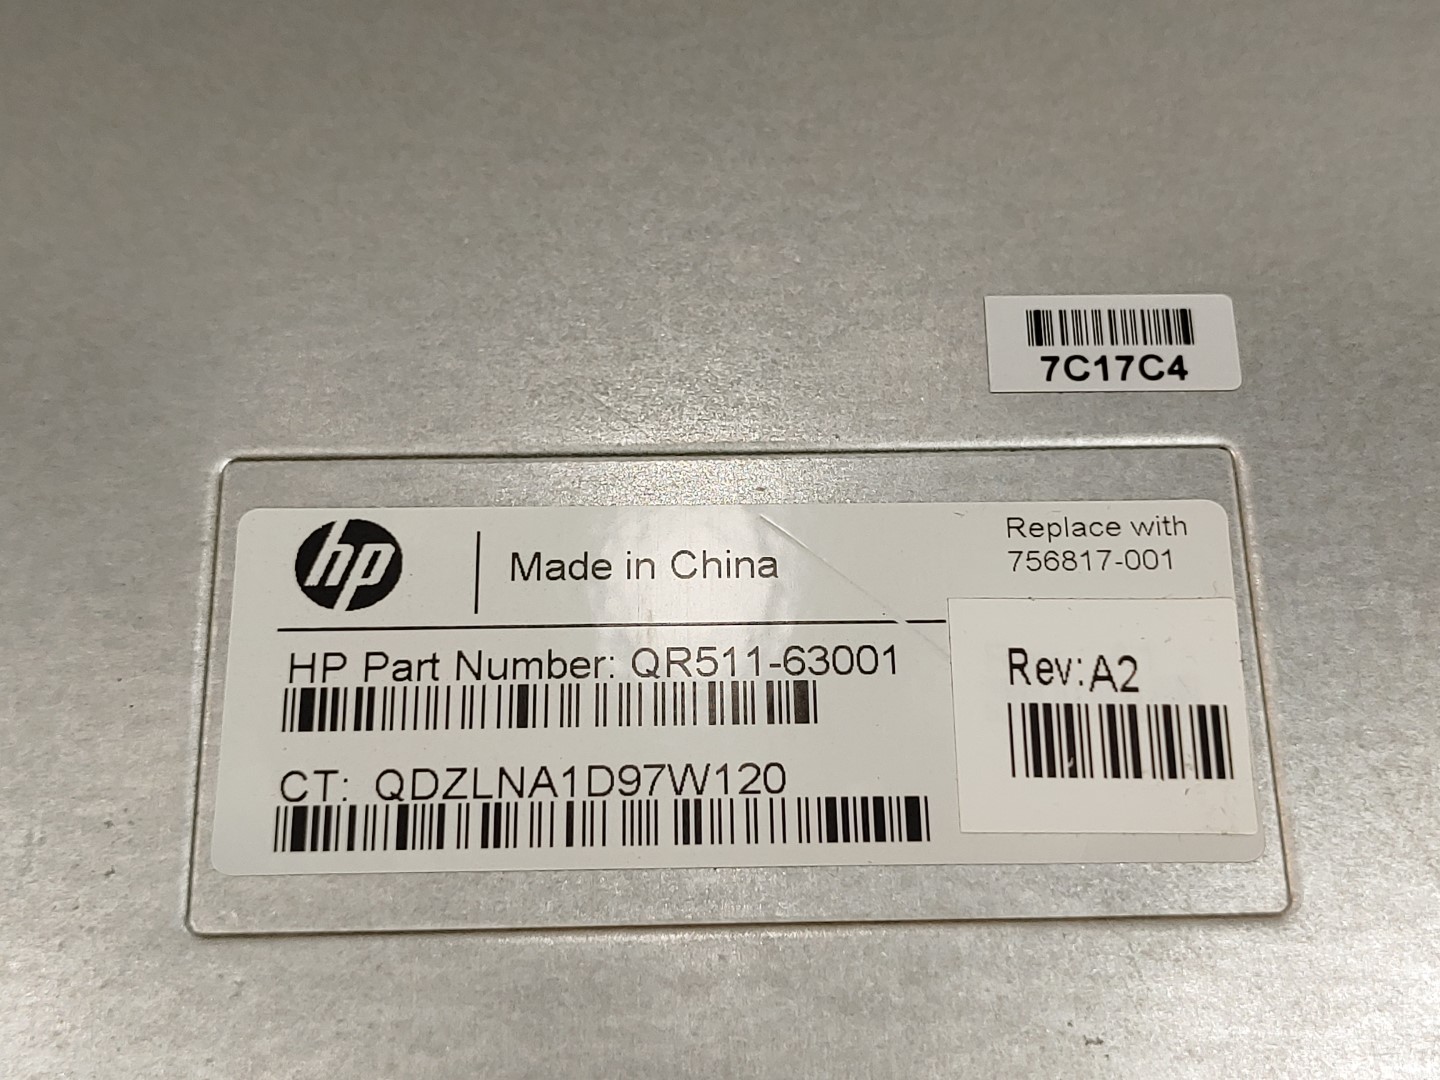 7C17C4
hp
Made in China
Replace with
756817-001
HP Part Number: QR511-63001
Rev:A2
CT: QDZLNA1D97W120